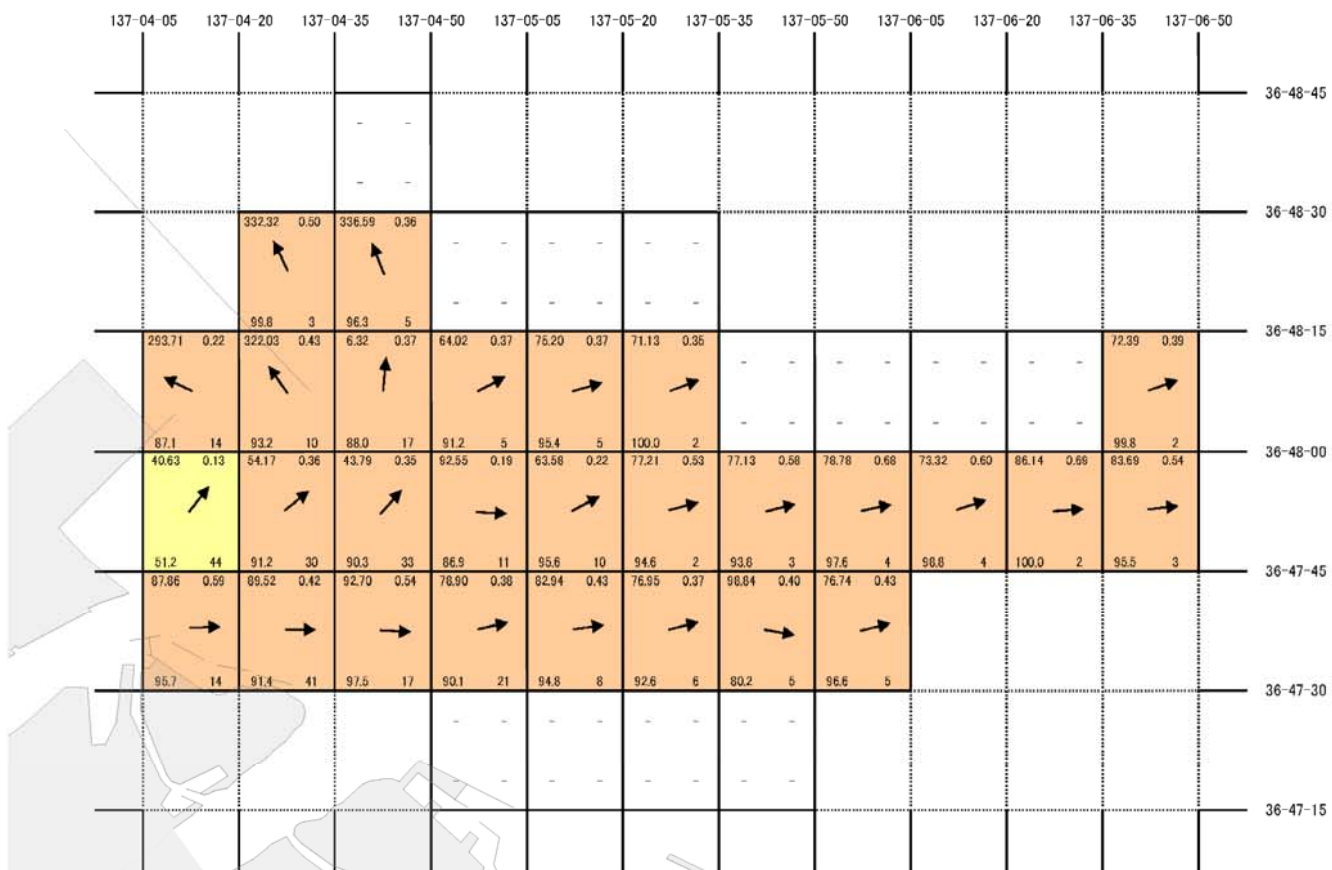 137-04-05 137-04-20 137-04-35 137-04-50 137-05-05 137-05-20 137-05-35 137-05-50 137-06-05 137-06-20 137-06-35 137-06-50
36-48-45
- -
- -
36-48-30
332.32 0.50 336.59 0.36
- - - - - -
- - - - - -
99.8 3 96.3 5
36-48-15
293.71 0.22 322.03 0.43 6.32 0.37 64.02 0.37 75.20 0.37 71.13 0.35 - - - - - - - - 72.39 0.39
87.1 14 93.2 10 88.0 17 91.2 5 95.4 5 100.0 2 - - - - - - - - 99.8 2
36-48-00
40.63 0.13 54.17 0.36 43.79 0.35 92.55 0.19 63.58 0.22 77.21 0.53 77.13 0.58 78.78 0.68 73.32 0.60 86.14 0.69 83.69 0.54
51.2 44 91.2 30 90.3 33 86.9 11 95.6 10 94.6 2 93.8 3 97.6 4 98.8 4 100.0 2 95.5 3
36-47-45
87.86 0.59 89.52 0.42 92.70 0.54 78.90 0.38 82.94 0.43 76.95 0.37 98.84 0.40 76.74 0.43
95.7 14 91.4 41 97.5 17 90.1 21 94.8 8 92.6 6 80.2 5 96.6 5
36-47-30
- - - - - - - -
- - - - - - - -
36-47-15